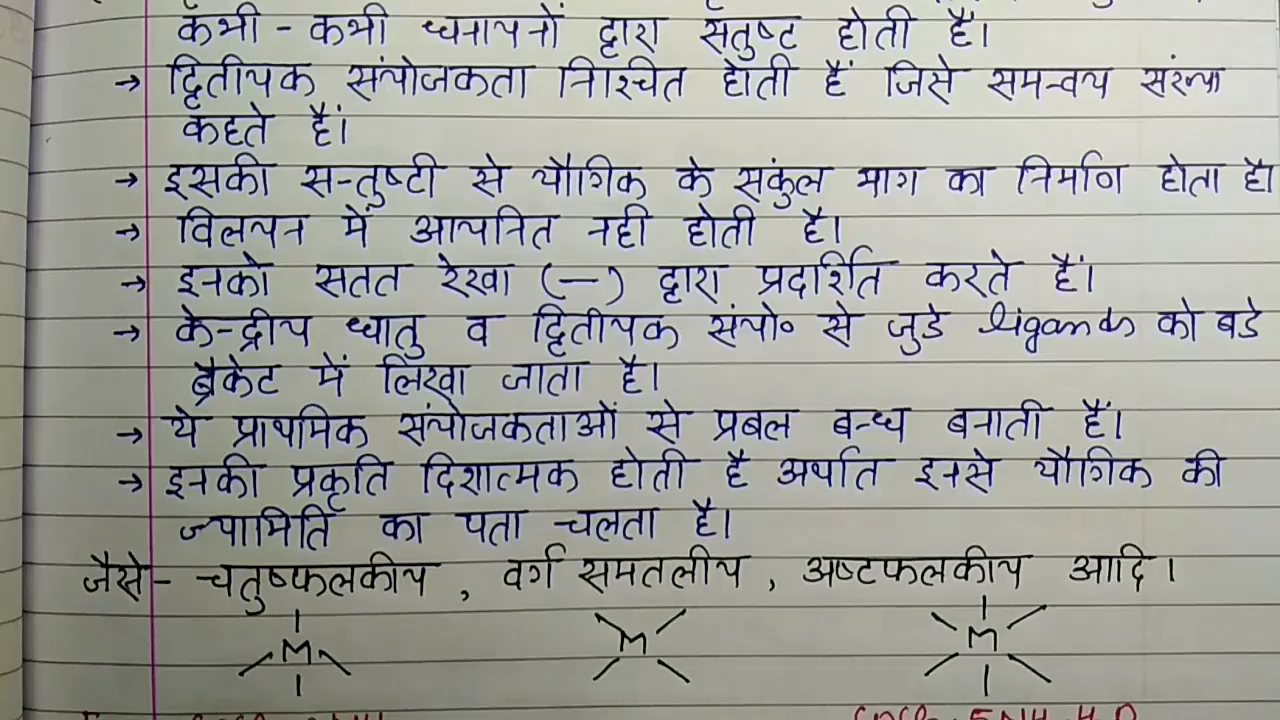 कभी - कभी धनायनों द्वारा संतुष्ट होती हैं।
→ द्वितीयक संयोजकता निश्चित होती हैं जिसे समन्वय संख्या
कहते हैं।
→ इसकी सन्तुष्टी से यौगिक के संकुल भाग का निर्माण होता है।
→ विलयन में आयनित नही होती है।
→ इनको सतत रेखा (—) द्वारा प्रदर्शित करते हैं।
→ केन्द्रीय धातु व द्वितीयक संयो० से जुडे ligands को बडे
ब्रैकेट में लिखा जाता है।
→ ये प्राथमिक संयोजकताओं से प्रबल बन्ध बनाती हैं।
→ इनकी प्रकृति दिशात्मक होती है अर्थात इनसे यौगिक की
ज्यामिति का पता चलता है।
जैसे - चतुष्फलकीय , वर्ग समतलीय , अष्टफलकीय आदि।
M M M